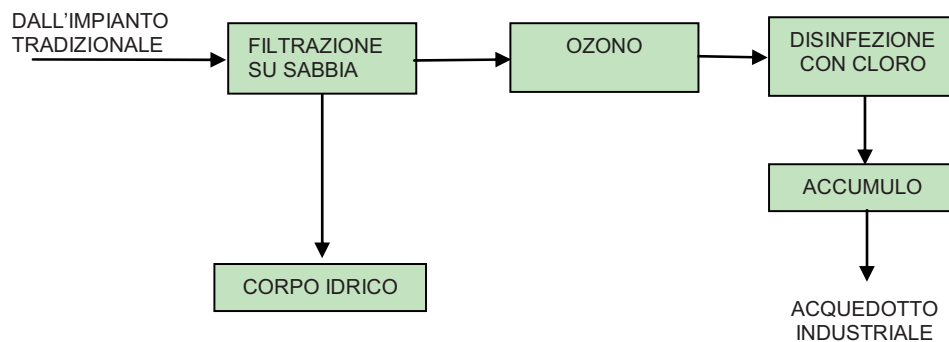 DALL'IMPIANTO
TRADIZIONALE
FILTRAZIONE
SU SABBIA
OZONO
DISINFEZIONE
CON CLORO
ACCUMULO
CORPO IDRICO
ACQUEDOTTO
INDUSTRIALE